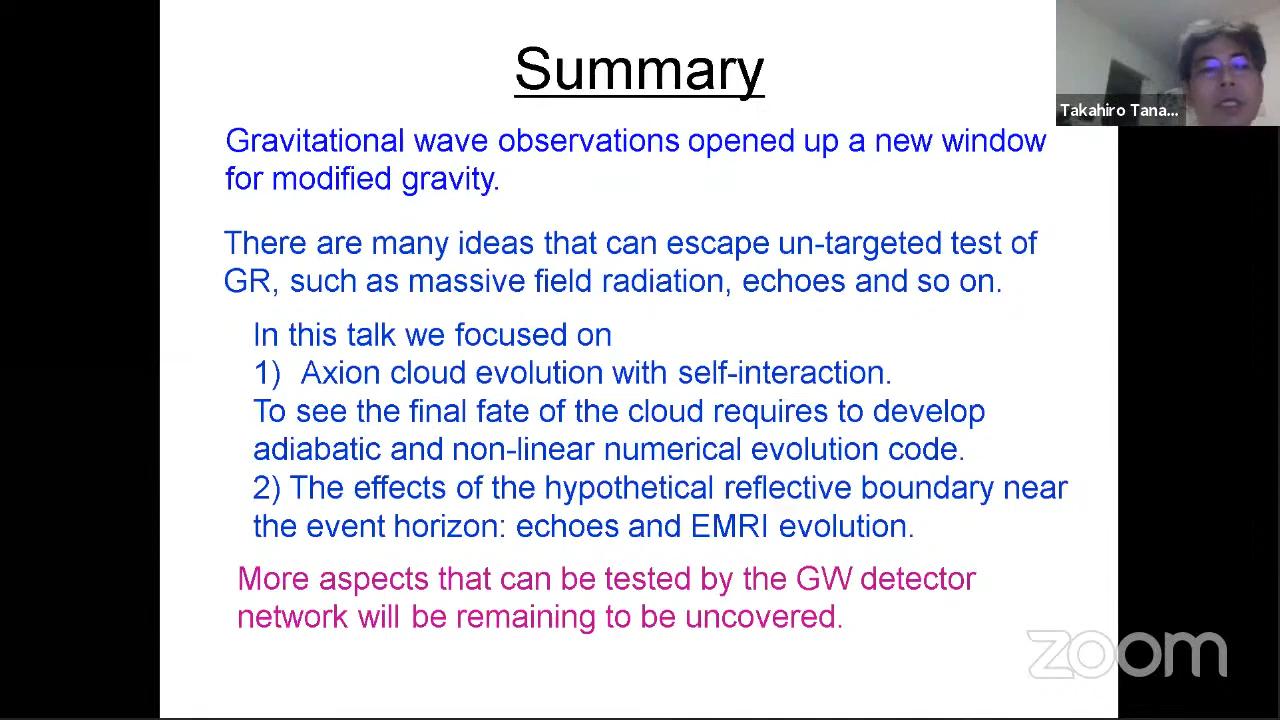 Summary
Takahiro Tana...
Gravitational wave observations opened up a new window
for modified gravity.
There are many ideas that can escape un-targeted test of
GR, such as massive field radiation, echoes and so on.
In this talk we focused on
1) Axion cloud evolution with self-interaction.
To see the final fate of the cloud requires to develop
adiabatic and non-linear numerical evolution code.
2) The effects of the hypothetical reflective boundary near
the event horizon: echoes and EMRI evolution.
More aspects that can be tested by the GW detector
network will be remaining to be uncovered.
zoom